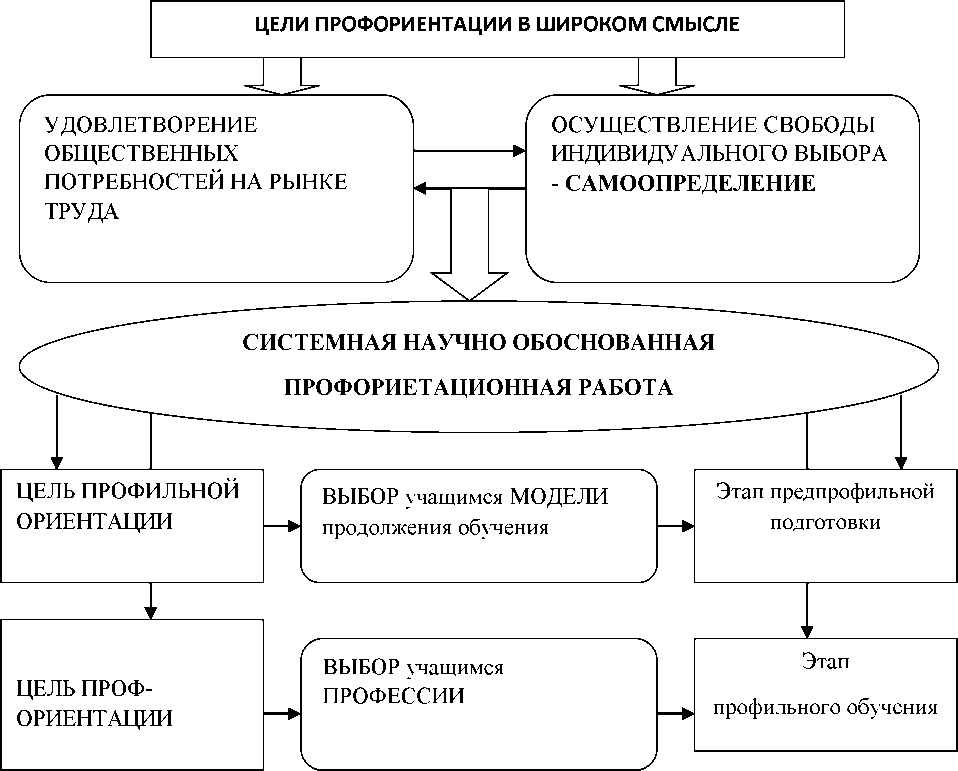 ЦЕЛИ ПРОФОРИЕНТАЦИИ В ШИРОКОМ СМЫСЛЕ
УДОВЛЕТВОРЕНИЕ
ОБЩЕСТВЕННЫХ
ПОТРЕБНОСТЕЙ НА РЫНКЕ
ТРУДА
ОСУЩЕСТВЛЕНИЕ СВОБОДЫ
ИНДИВИДУАЛЬНОГО ВЫБОРА
- САМООПРЕДЕЛЕНИЕ
СИСТЕМНАЯ НАУЧНО ОБОСНОВАННАЯ
ПРОФОРИЕТАЦИОННАЯ РАБОТА
ЦЕЛЬ ПРОФИЛЬНОЙ
ОРИЕНТАЦИИ
ВЫБОР учащимся МОДЕЛИ
продолжения обучения
Этап предпрофильной
подготовки
ЦЕЛЬ ПРОФ-
ОРИЕНТАЦИИ
ВЫБОР учащимся
ПРОФЕССИИ
Этап
профильного обучения